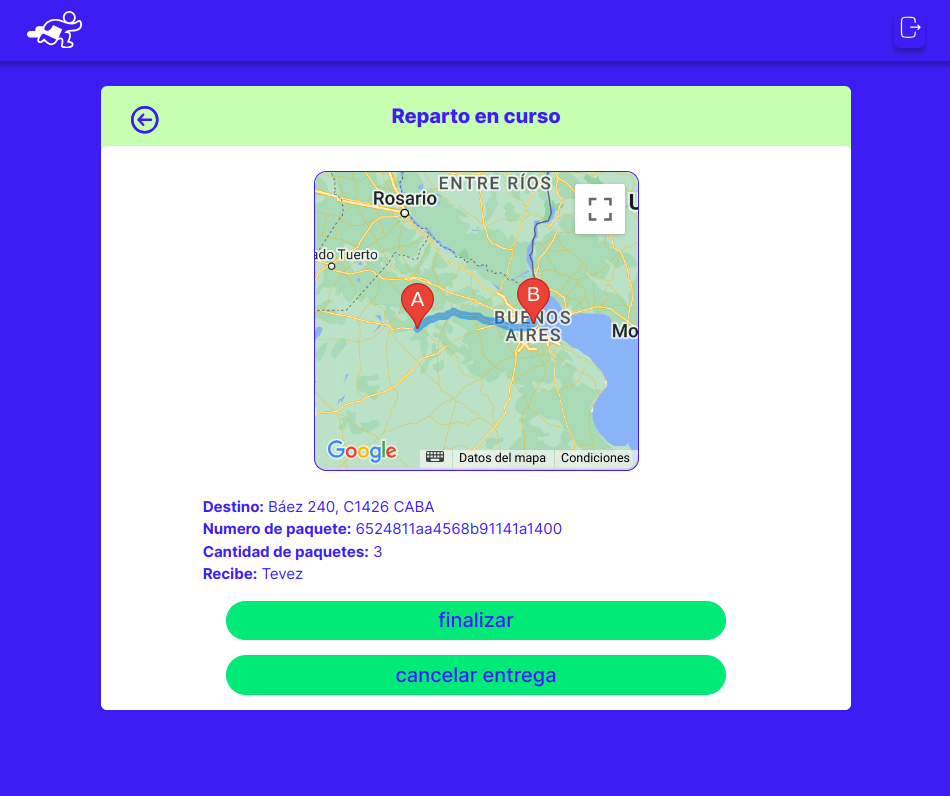 Reparto en curso
ENTRE RÍOS
Rosario
U
ado Tuerto
A
B
BUENOS
AIRES
Mo
Google
Datos del mapa
Condiciones
Destino: Báez 240, C1426 CABA
Numero de paquete: 6524811aa4568b91141a1400
Cantidad de paquetes: 3
Recibe: Tevez
finalizar
cancelar entrega